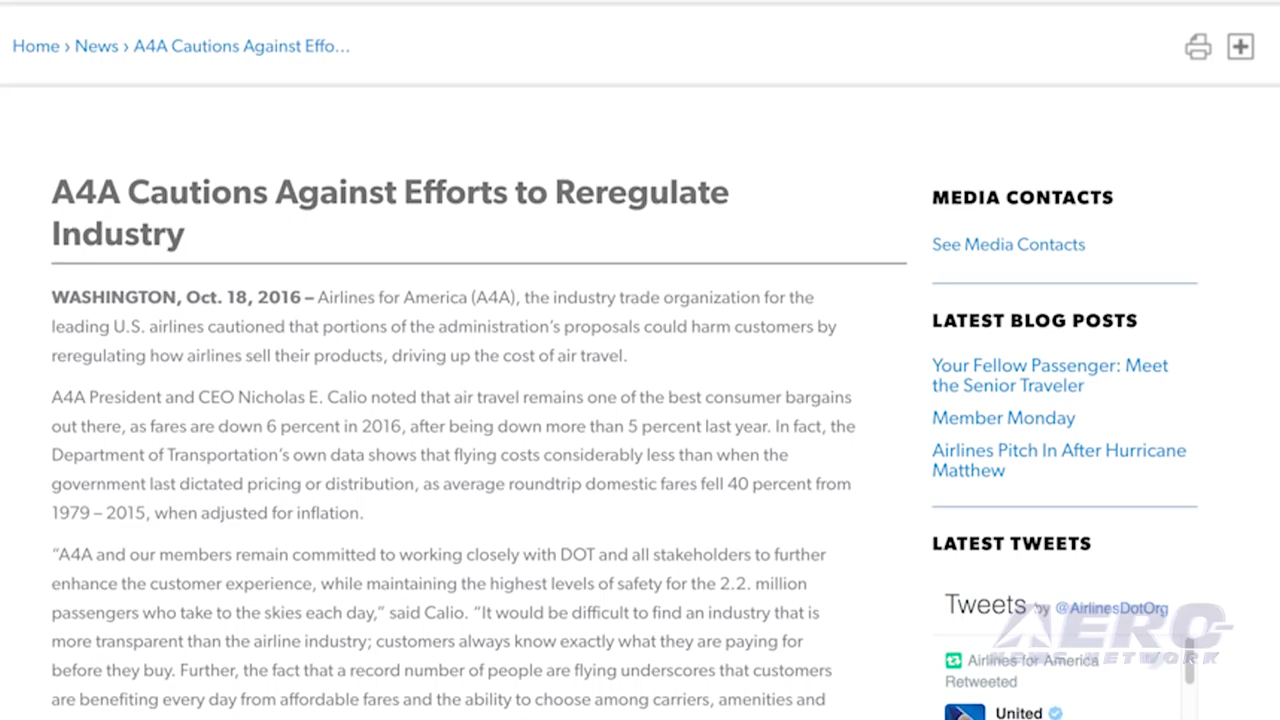 Home › News › A4A Cautions Against Effo...
A4A Cautions Against Efforts to Reregulate
Industry
WASHINGTON, Oct. 18, 2016 – Airlines for America (A4A), the industry trade organization for the
leading U.S. airlines cautioned that portions of the administration’s proposals could harm customers by
reregulating how airlines sell their products, driving up the cost of air travel.
A4A President and CEO Nicholas E. Calio noted that air travel remains one of the best consumer bargains
out there, as fares are down 6 percent in 2016, after being down more than 5 percent last year. In fact, the
Department of Transportation’s own data shows that flying costs considerably less than when the
government last dictated pricing or distribution, as average roundtrip domestic fares fell 40 percent from
1979 – 2015, when adjusted for inflation.
“A4A and our members remain committed to working closely with DOT and all stakeholders to further
enhance the customer experience, while maintaining the highest levels of safety for the 2.2. million
passengers who take to the skies each day,” said Calio. “It would be difficult to find an industry that is
more transparent than the airline industry; customers always know exactly what they are paying for
before they buy. Further, the fact that a record number of people are flying underscores that customers
are benefiting every day from affordable fares and the ability to choose among carriers, amenities and
MEDIA CONTACTS
See Media Contacts
LATEST BLOG POSTS
Your Fellow Passenger: Meet
the Senior Traveler
Member Monday
Airlines Pitch In After Hurricane
Matthew
LATEST TWEETS
Tweets by @AirlinesDotOrg
Airlines for America
Retweeted
United
AERO
NEWS NETWORK